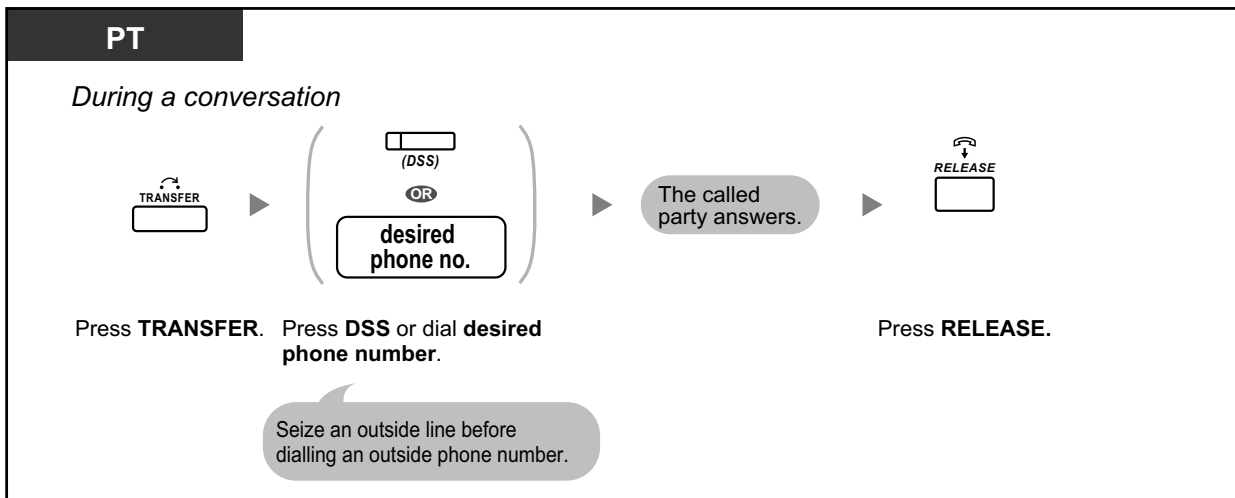 PT
During a conversation
TRANSFER
(DSS)
OR
desired
phone no.
The called
party answers.
RELEASE
Press TRANSFER.
Press DSS or dial desired
phone number.
Press RELEASE.
Seize an outside line before
dialling an outside phone number.